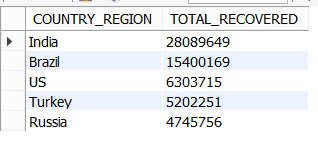 COUNTRY_REGION TOTAL_RECOVERED
India 28089649
Brazil 15400169
US 6303715
Turkey 5202251
Russia 4745756